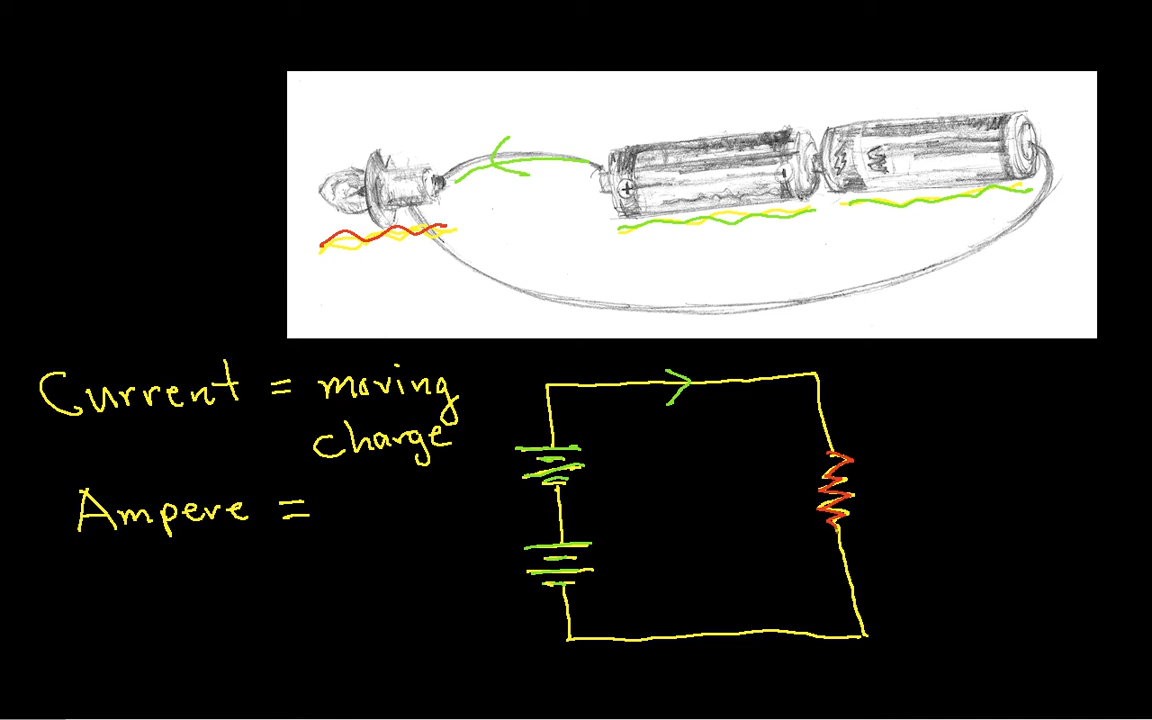 +
-
Current = moving
charge
Ampere =